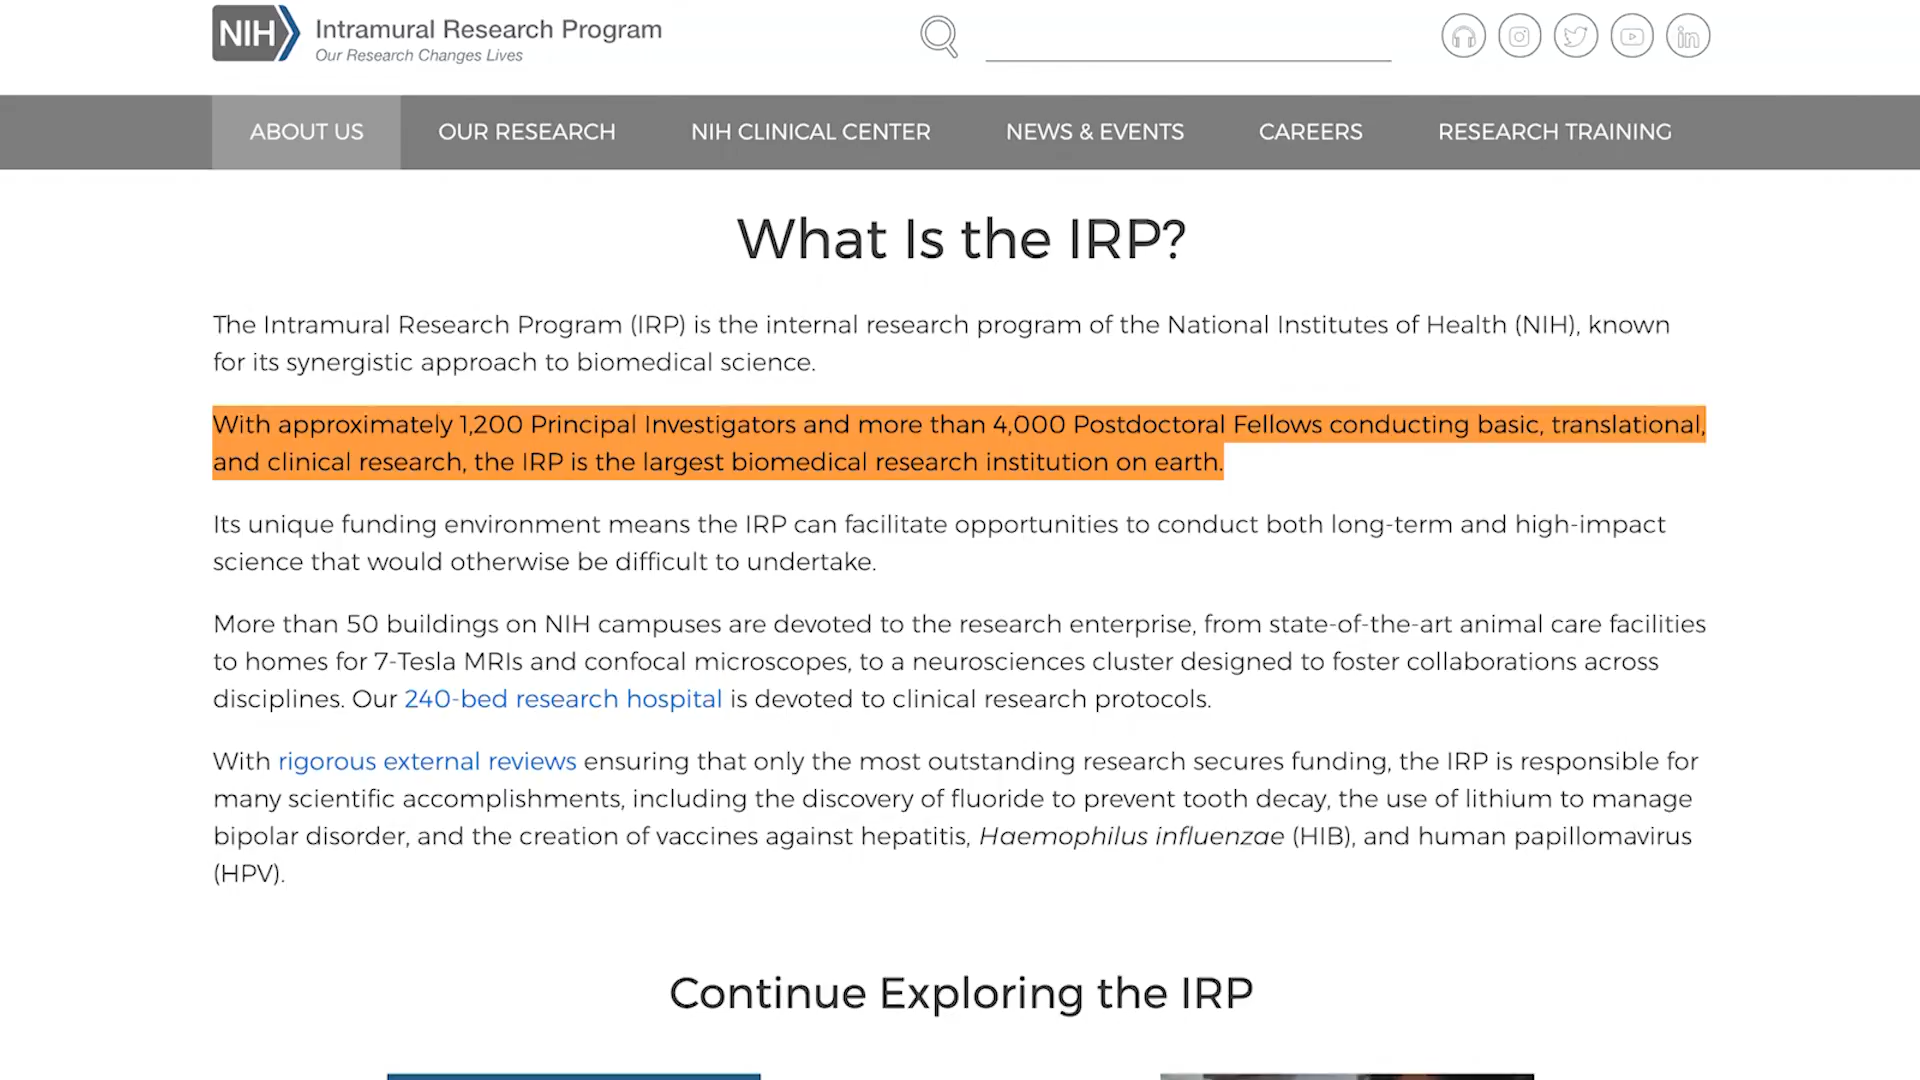 NIH Intramural Research Program
Our Research Changes Lives
ABOUT US OUR RESEARCH NIH CLINICAL CENTER NEWS & EVENTS CAREERS RESEARCH TRAINING
What Is the IRP?
The Intramural Research Program (IRP) is the internal research program of the National Institutes of Health (NIH), known
for its synergistic approach to biomedical science.
With approximately 1,200 Principal Investigators and more than 4,000 Postdoctoral Fellows conducting basic, translational,
and clinical research, the IRP is the largest biomedical research institution on earth.
Its unique funding environment means the IRP can facilitate opportunities to conduct both long-term and high-impact
science that would otherwise be difficult to undertake.
More than 50 buildings on NIH campuses are devoted to the research enterprise, from state-of-the-art animal care facilities
to homes for 7-Tesla MRIs and confocal microscopes, to a neurosciences cluster designed to foster collaborations across
disciplines. Our 240-bed research hospital is devoted to clinical research protocols.
With rigorous external reviews ensuring that only the most outstanding research secures funding, the IRP is responsible for
many scientific accomplishments, including the discovery of fluoride to prevent tooth decay, the use of lithium to manage
bipolar disorder, and the creation of vaccines against hepatitis, Haemophilus influenzae (HIB), and human papillomavirus
(HPV).
Continue Exploring the IRP